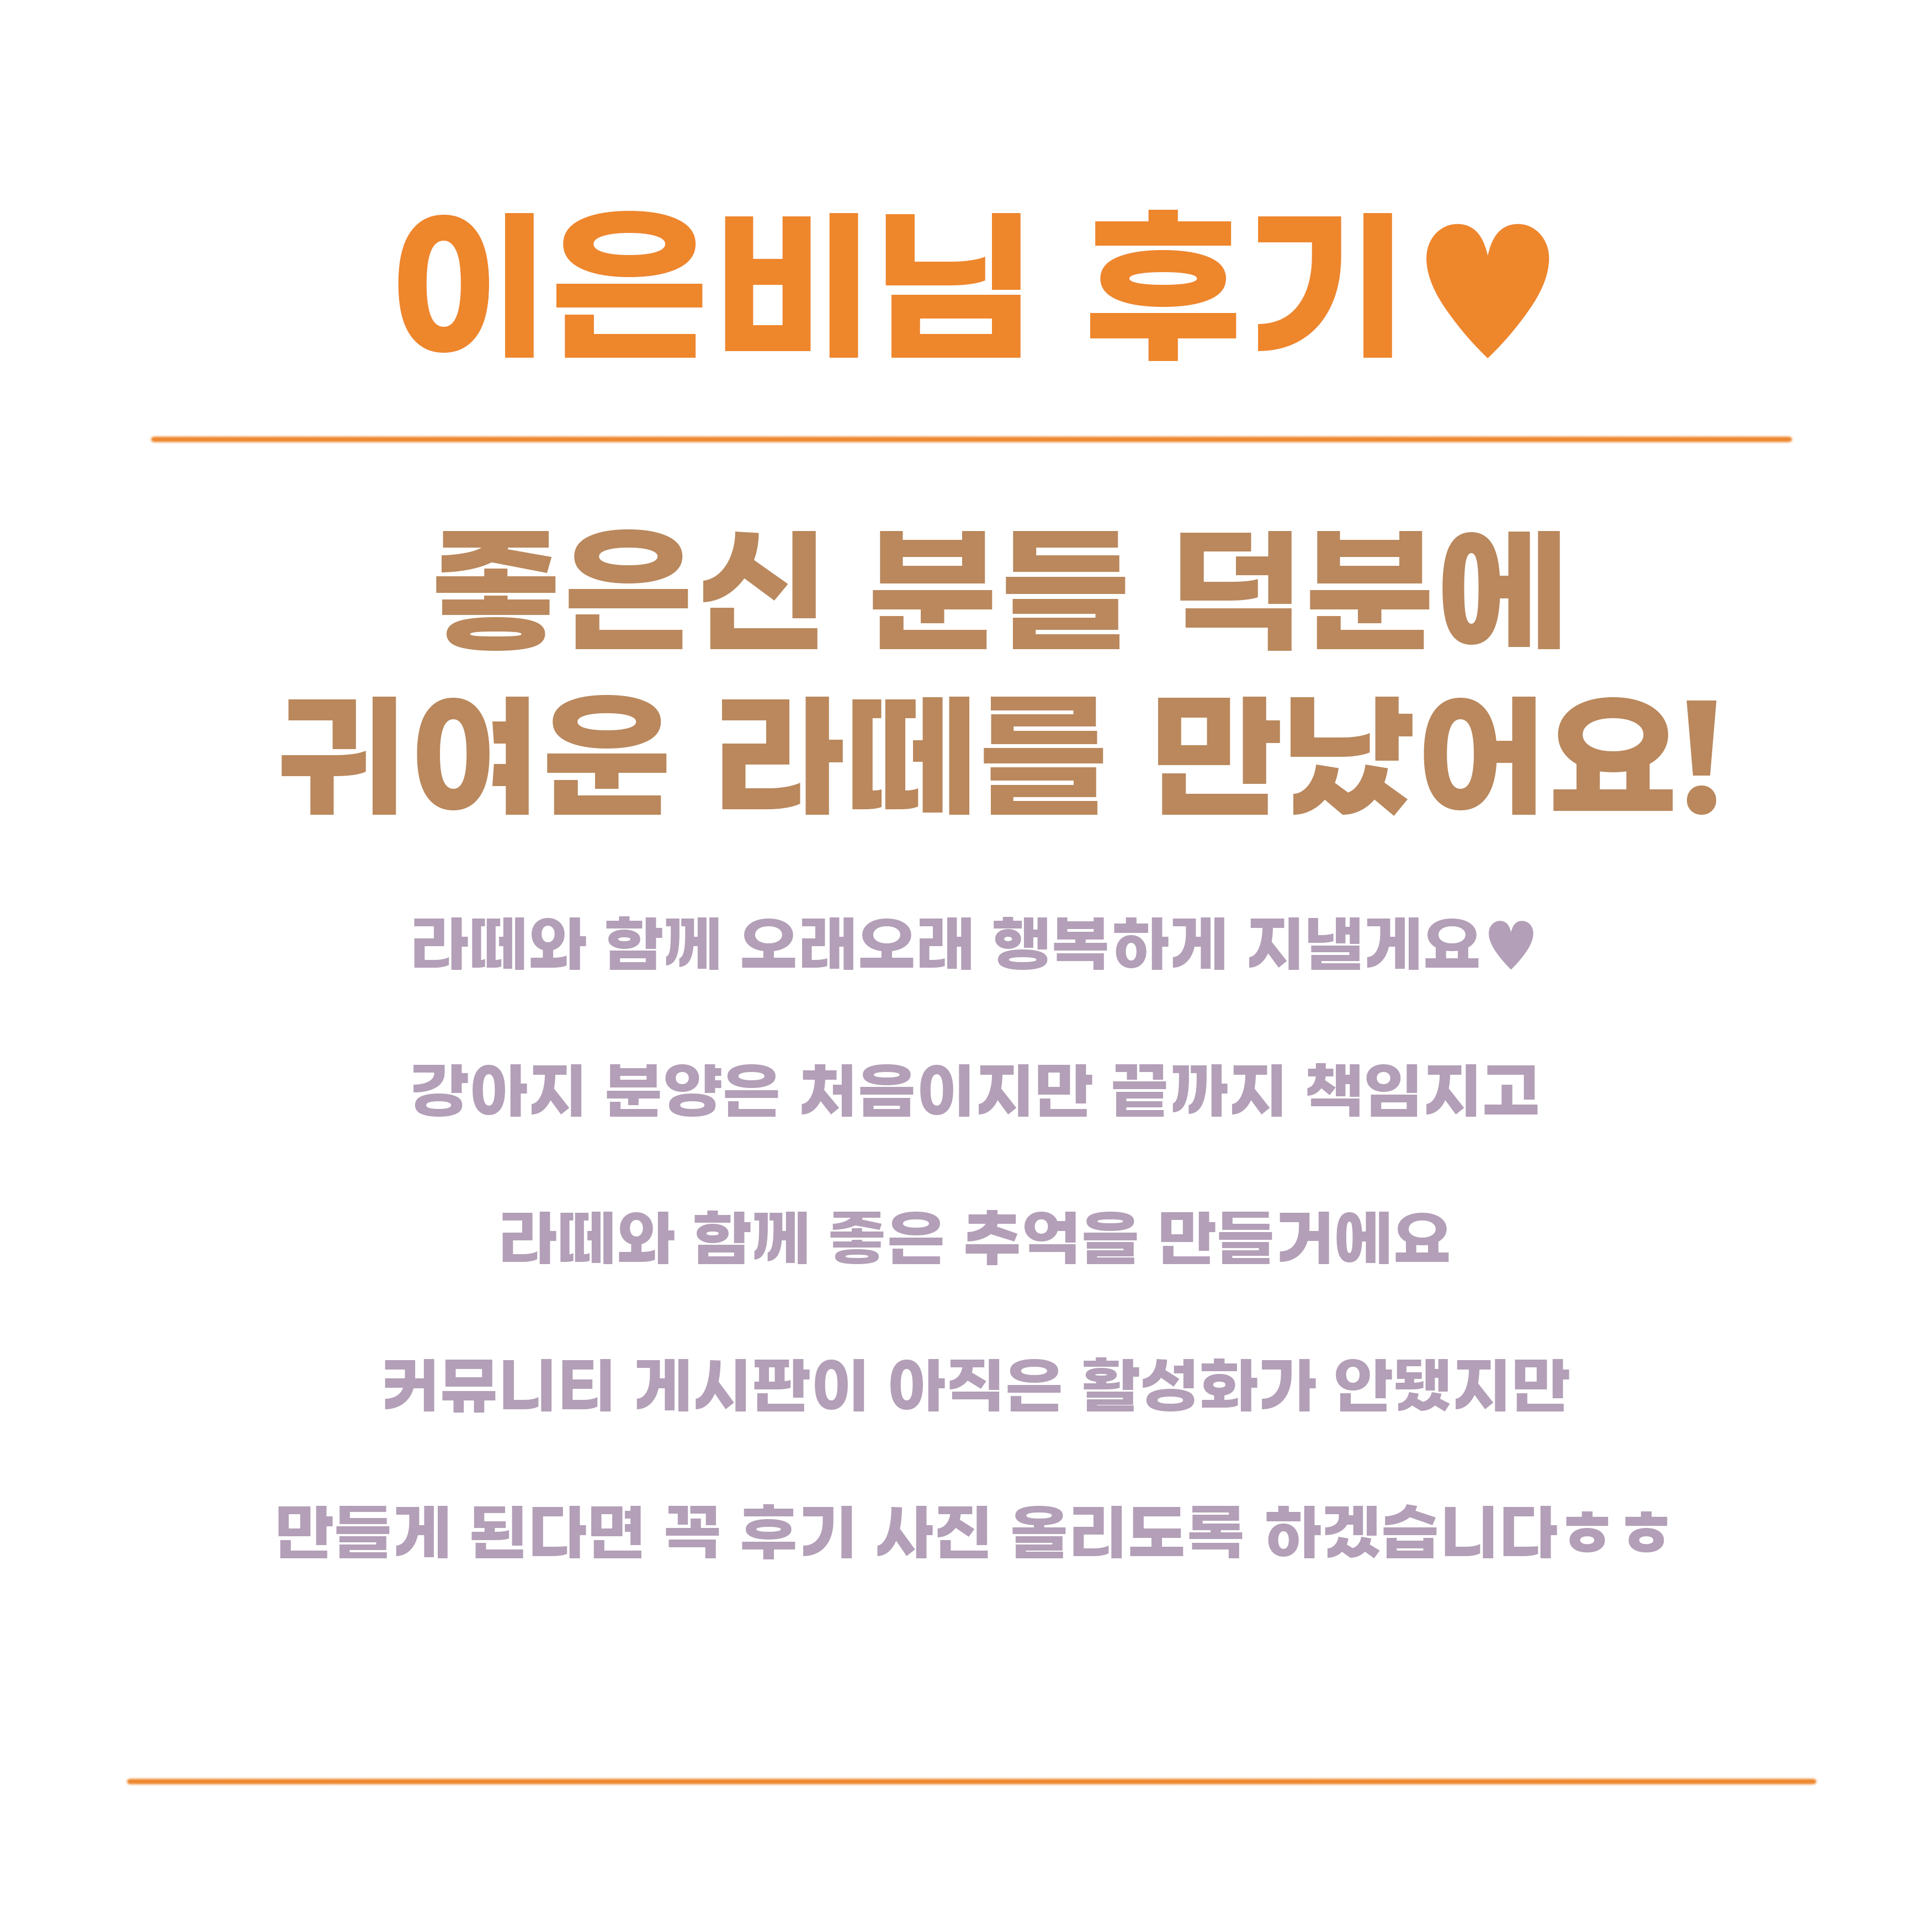 이은비님 후기♥
좋은신 분들 덕분에
귀여운 라떼를 만났어요!
라떼와 함께 오래오래 행복하게 지낼게요♥
강아지 분양은 처음이지만 끝까지 책임지고
라떼와 함께 좋은 추억을 만들거에요
커뮤니티 게시판이 아직은 활성화가 안됐지만
만들게 된다면 꼭 후기 사진 올리도록 하겠습니다ㅎㅎ